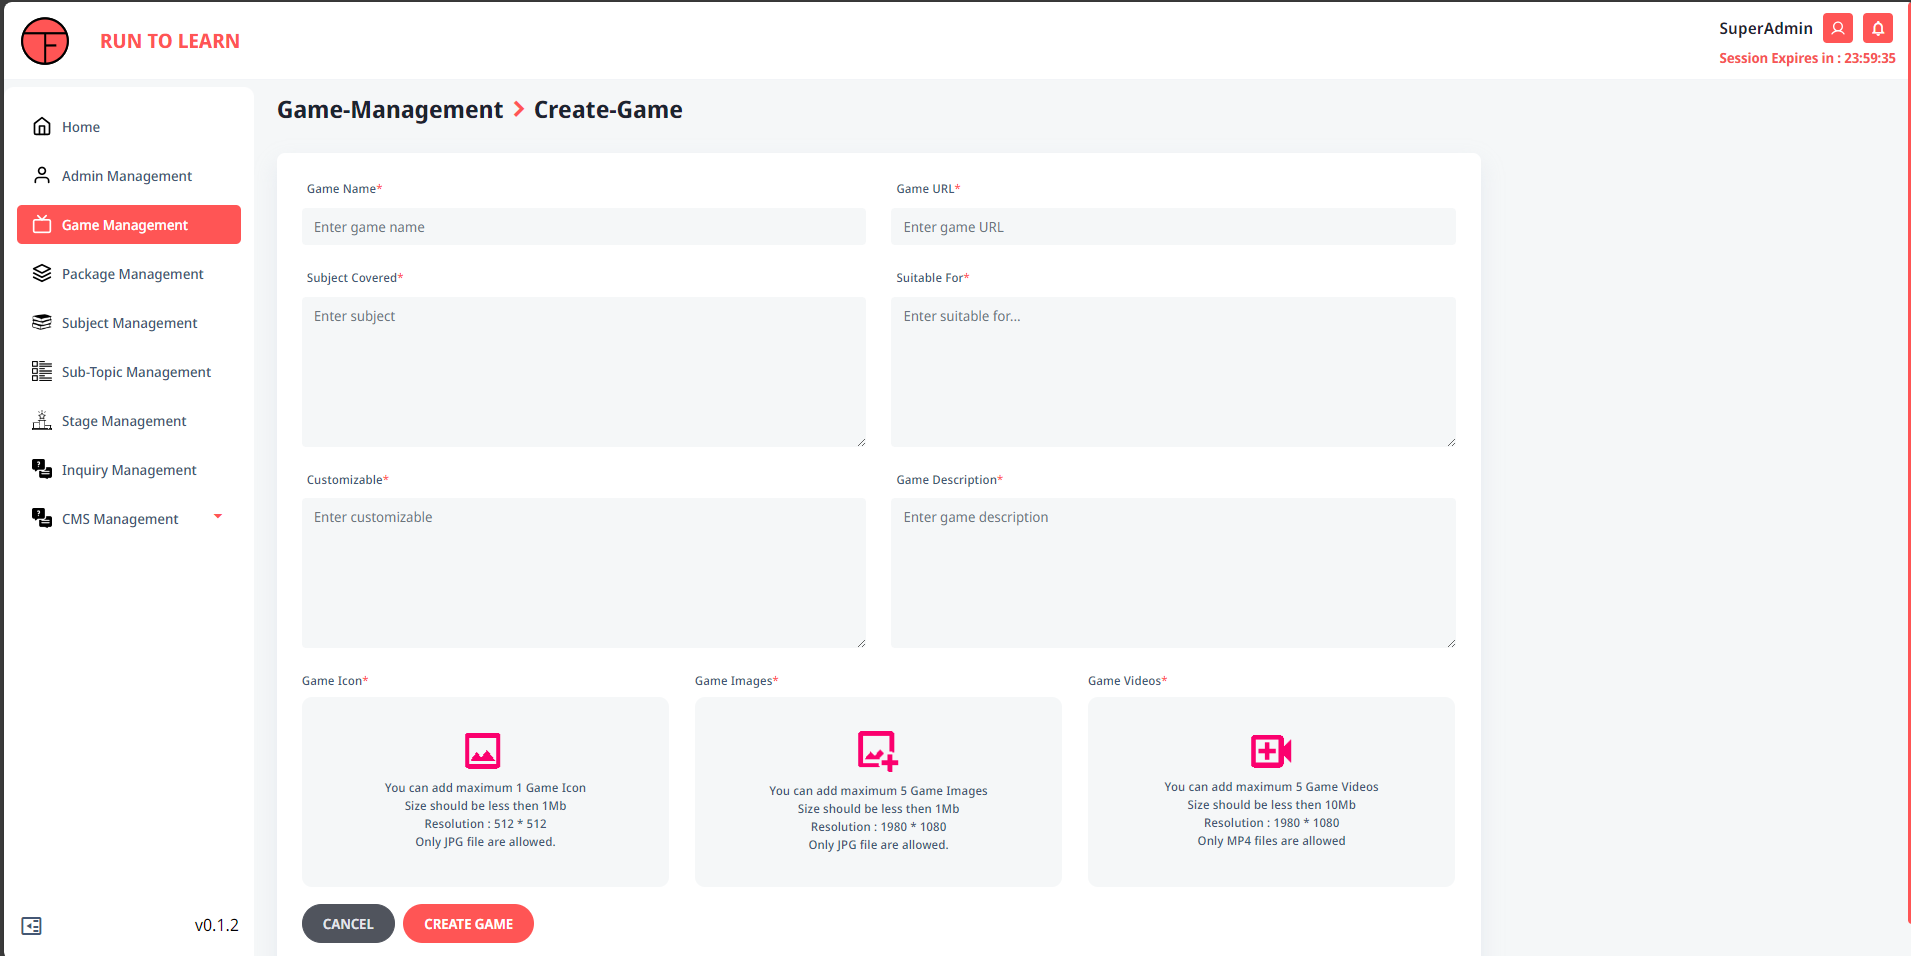 RUN TO LEARN
SuperAdmin
Session Expires in : 23:59:35
Home
Admin Management
Game Management
Package Management
Subject Management
Sub-Topic Management
Stage Management
Inquiry Management
CMS Management
v0.1.2
Game-Management > Create-Game
Game Name*
Enter game name
Game URL*
Enter game URL
Subject Covered*
Enter subject
Suitable For*
Enter suitable for...
Customizable*
Enter customizable
Game Description*
Enter game description
Game Icon*
You can add maximum 1 Game Icon
Size should be less then 1Mb
Resolution : 512 * 512
Only JPG file are allowed.
Game Images*
You can add maximum 5 Game Images
Size should be less then 1Mb
Resolution : 1980 * 1080
Only JPG file are allowed.
Game Videos*
You can add maximum 5 Game Videos
Size should be less then 10Mb
Resolution : 1980 * 1080
Only MP4 files are allowed
CANCEL
CREATE GAME